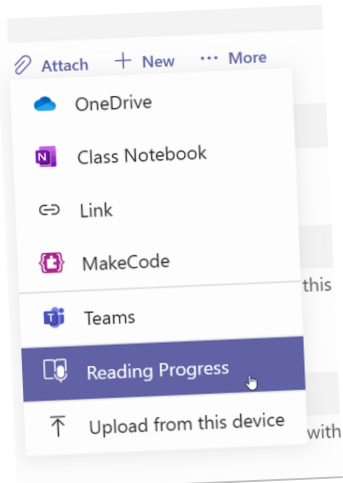 Attach New More
OneDrive
Class Notebook
Link
MakeCode
this
Teams
Reading Progress
Upload from this device
with